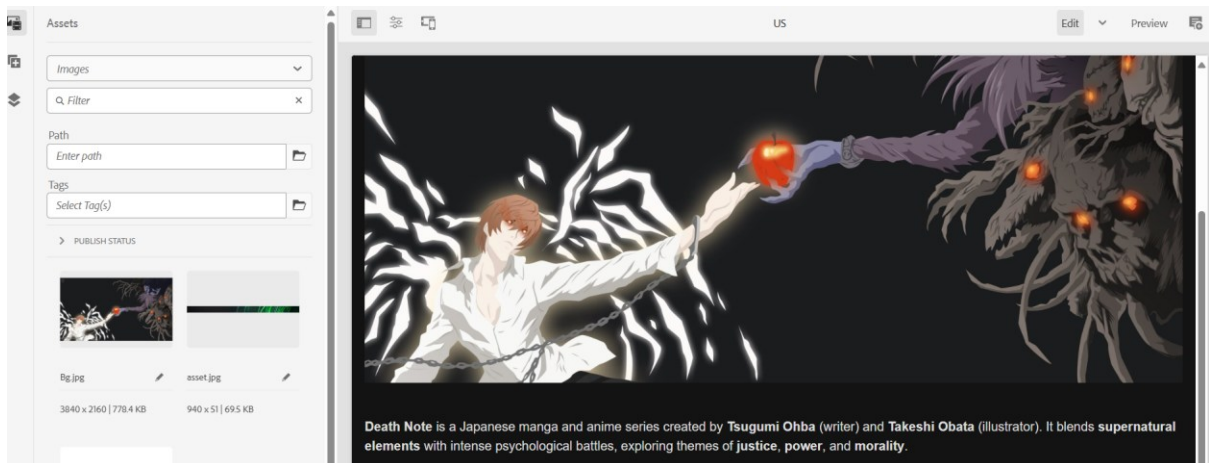 Assets
Images
Filter
Path
Enter path
Tags
Select Tag(s)
PUBLISH STATUS
Bg.jpg
asset.jpg
3840 x 2160 | 778.4 KB
940 x 51 | 69.5 KB
US
Edit
Preview
Death Note is a Japanese manga and anime series created by Tsugumi Ohba (writer) and Takeshi Obata (illustrator). It blends supernatural
elements with intense psychological battles, exploring themes of justice, power, and morality.